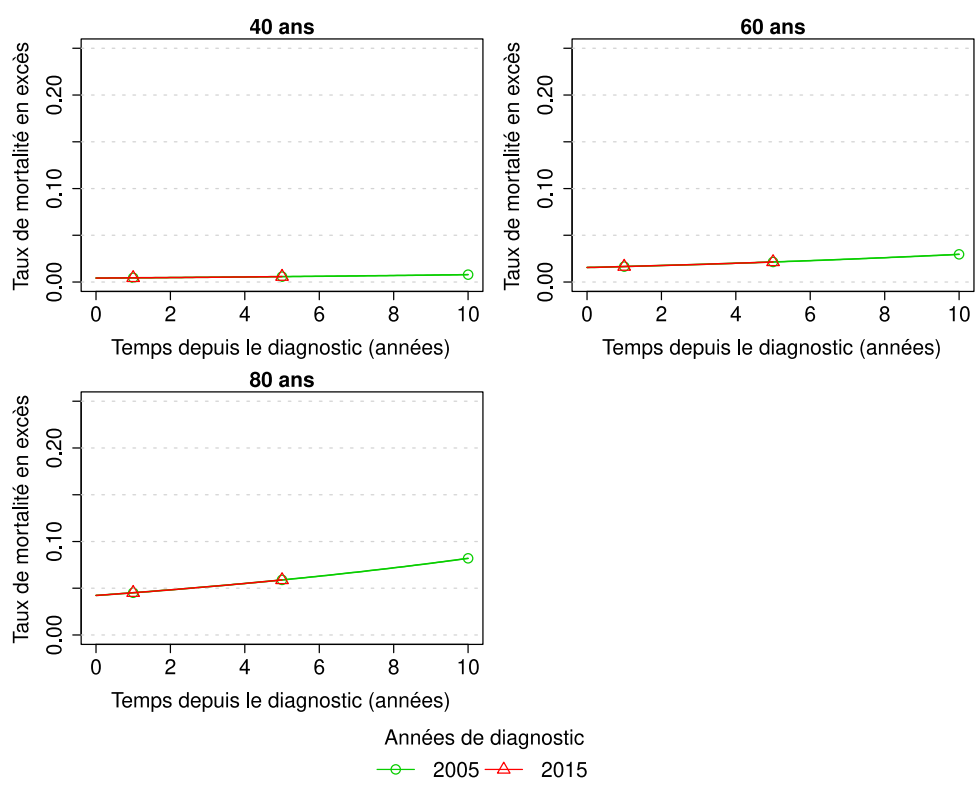 40 ans
Taux de mortalité en excès
0.00 0.10 0.20
0 2 4 6 8 10
Temps depuis le diagnostic (années)
60 ans
Taux de mortalité en excès
0.00 0.10 0.20
0 2 4 6 8 10
Temps depuis le diagnostic (années)
80 ans
Taux de mortalité en excès
0.00 0.10 0.20
0 2 4 6 8 10
Temps depuis le diagnostic (années)
Années de diagnostic
2005 2015